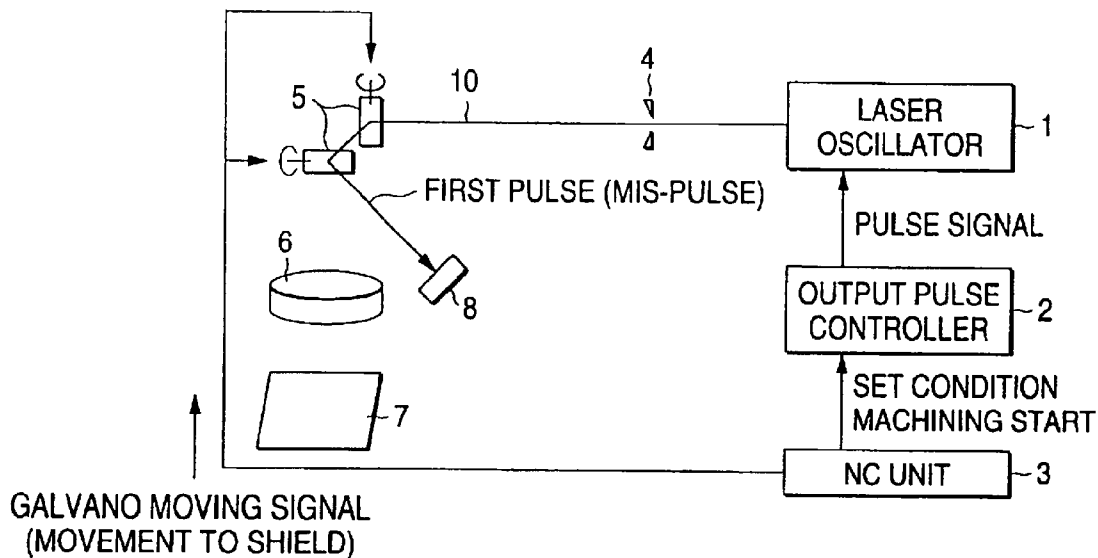 4
5
10
LASER
OSCILLATOR
1
FIRST PULSE (MIS-PULSE)
PULSE SIGNAL
6
8
OUTPUT PULSE
CONTROLLER
2
SET CONDITION
MACHINING START
7
NC UNIT
3
GALVANO MOVING SIGNAL
(MOVEMENT TO SHIELD)